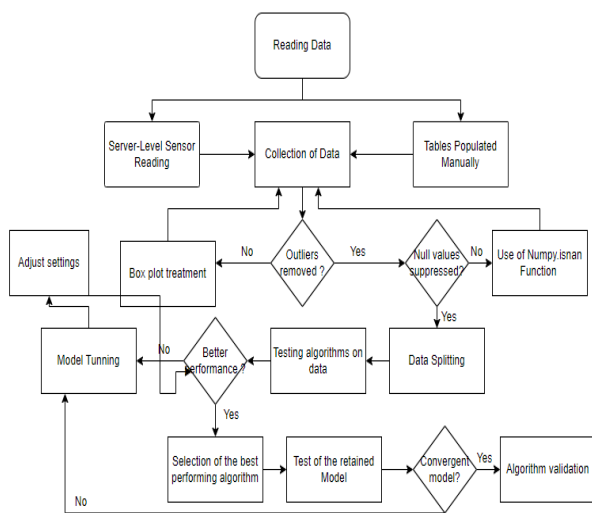 Reading Data
Server-Level Sensor
Reading
Collection of Data
Tables Populated
Manually
Adjust settings
Box plot treatment
No
Outliers
removed ?
Yes
Null values
suppressed?
No
Use of Numpy.isnan
Function
Yes
Model Tunning
No
Better
performance ?
Testing algorithms on
data
Data Splitting
Yes
Selection of the best
performing algorithm
Test of the retained
Model
Convergent
model?
Yes
Algorithm validation
No